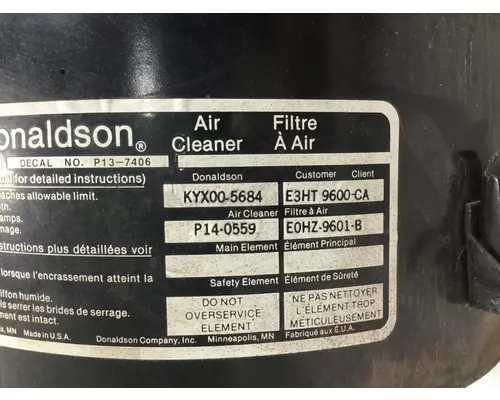 onaldson®
Air Cleaner
Filtre À Air
DECAL NO. P13-7406
for detailed instructions)
aches allowable limit.
th.
amps.
mage.
structions plus détaillées voir
lorsque l'encrassement atteint la
iffon humide.
is serrer les brides de serrage.
ment est intact.
MN Made in U.S.A.
Donaldson
Customer Client
KYX00-5684
E3HT 9600-CA
Air Cleaner
Filtre à Air
P14-0559
E0HZ-9601-B
Main Element
Élément Principal
Safety Element
Élément de Sûreté
DO NOT
OVERSERVICE
ELEMENT
NE PAS NETTOYER
L'ÉLÉMENT TROP
MÉTICULEUSEMENT
Donaldson Company, Inc. Minneapolis, MN
Fabriqué aux É.U.A.